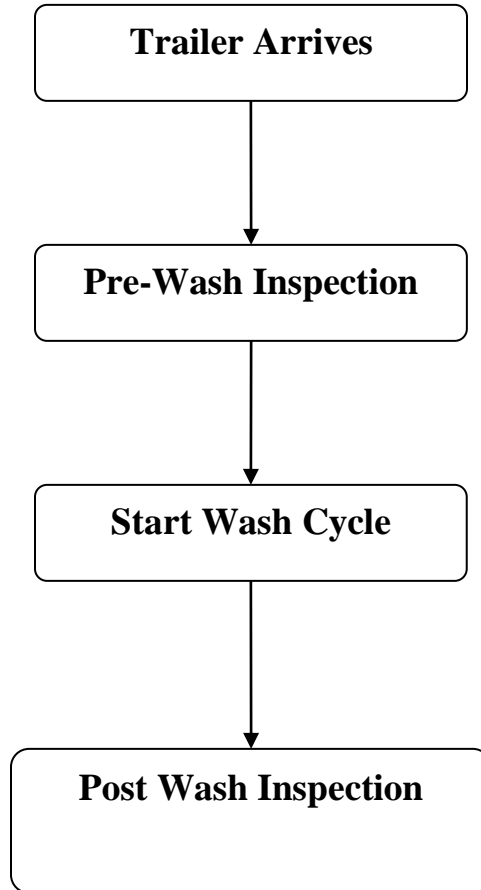 Trailer Arrives
Pre-Wash Inspection
Start Wash Cycle
Post Wash Inspection